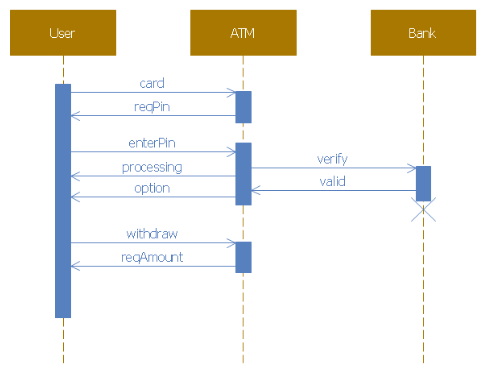 User
ATM
Bank
card
reqPin
enterPin
verify
processing
valid
option
withdraw
reqAmount